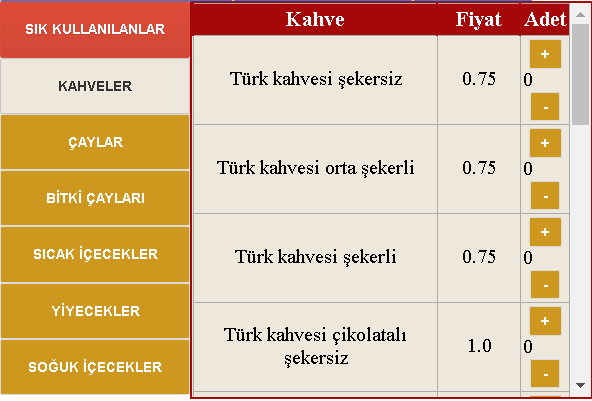 SIK KULLANILANLAR
KAHVELER
ÇAYLAR
BİTKİ ÇAYLARI
SICAK İÇECEKLER
YİYECEKLER
SOĞUK İÇECEKLER
Kahve Fiyat Adet
+
Türk kahvesi şekersiz 0.75 0
-
+
Türk kahvesi orta şekerli 0.75 0
-
+
Türk kahvesi şekerli 0.75 0
-
+
Türk kahvesi çikolatalı
şekersiz 1.0 0
-